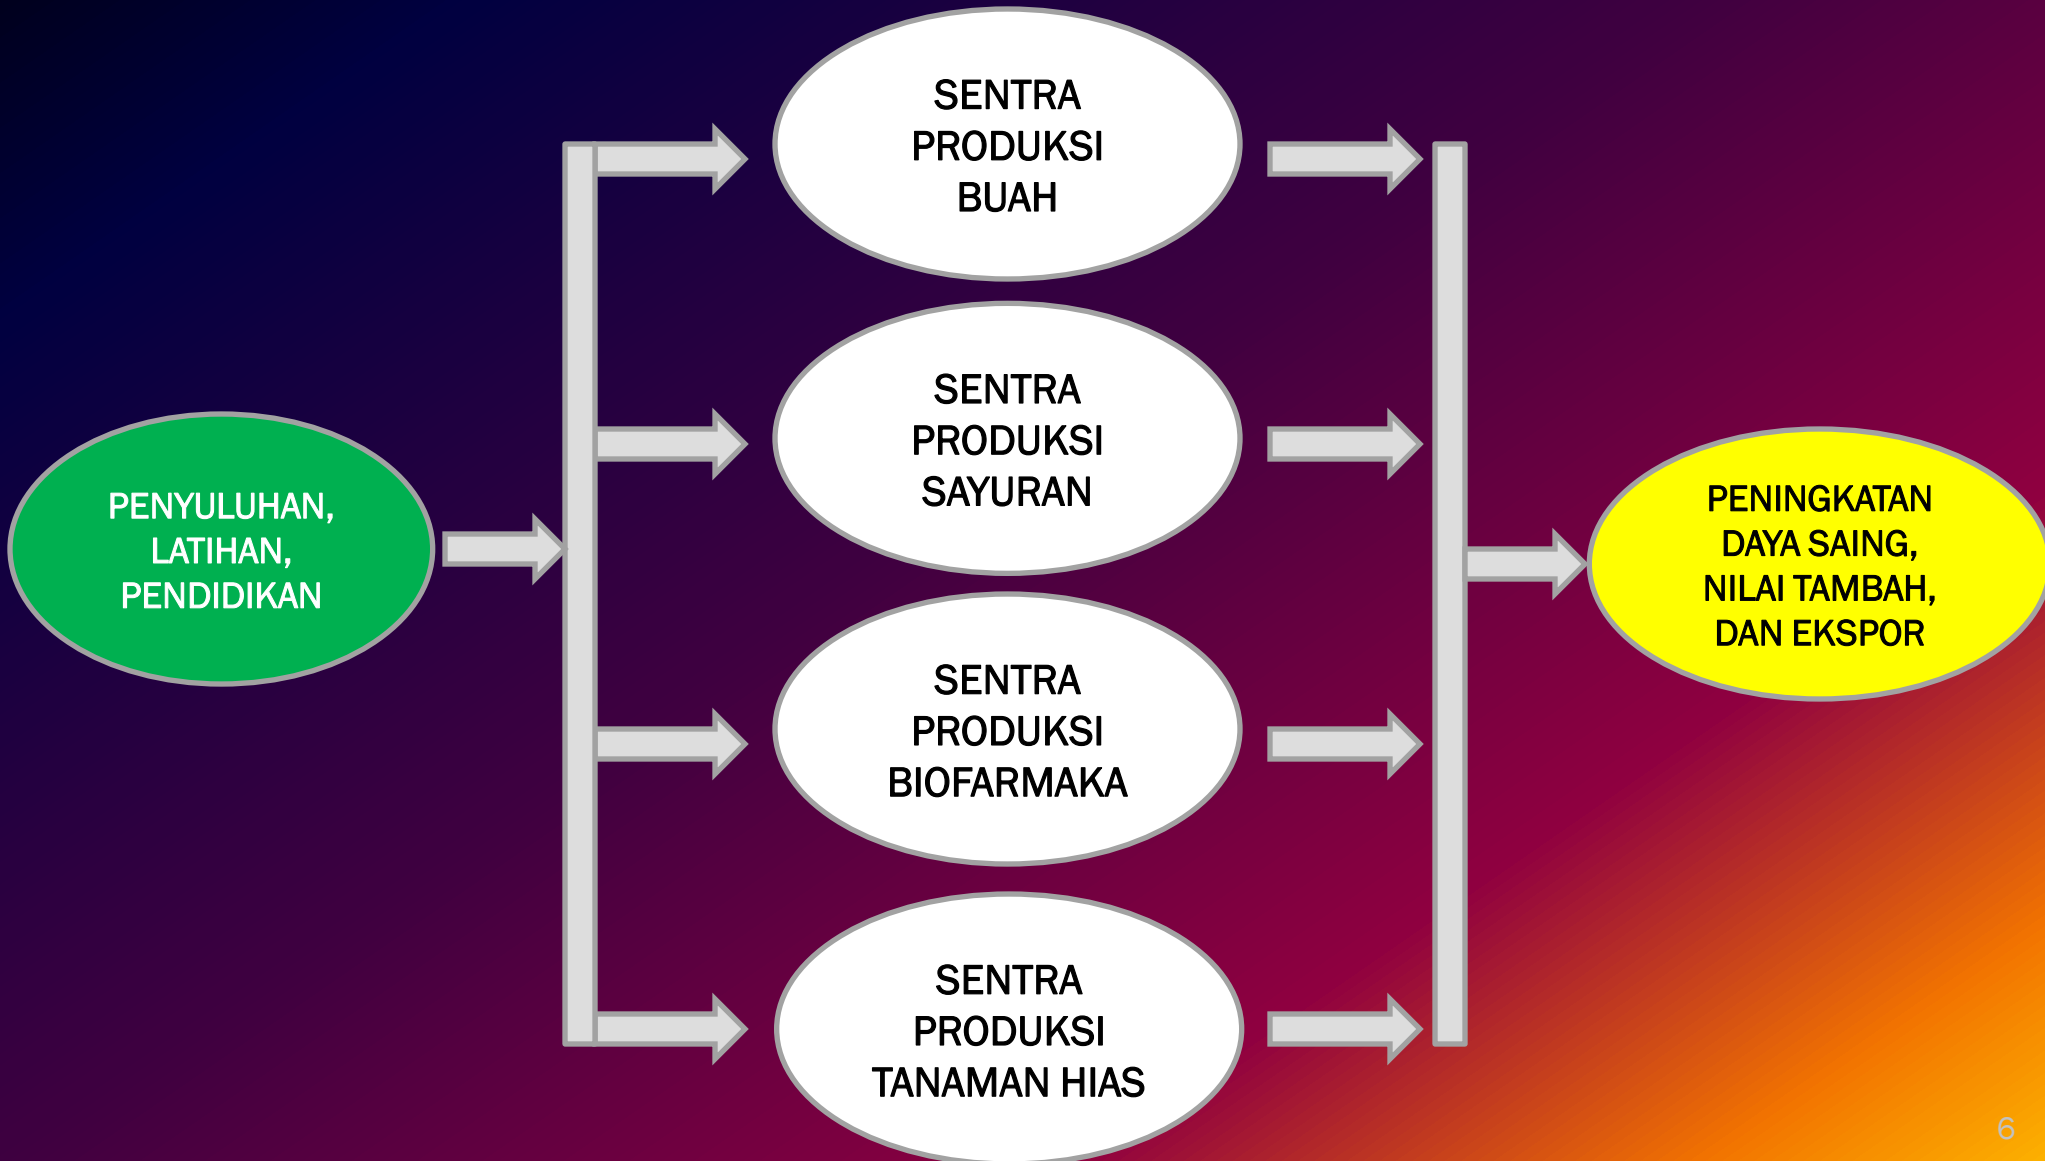 PENYULUHAN,
LATIHAN,
PENDIDIKAN
SENTRA
PRODUKSI
BUAH
SENTRA
PRODUKSI
SAYURAN
SENTRA
PRODUKSI
BIOFARMAKA
SENTRA
PRODUKSI
TANAMAN HIAS
PENINGKATAN
DAYA SAING,
NILAI TAMBAH,
DAN EKSPOR
6